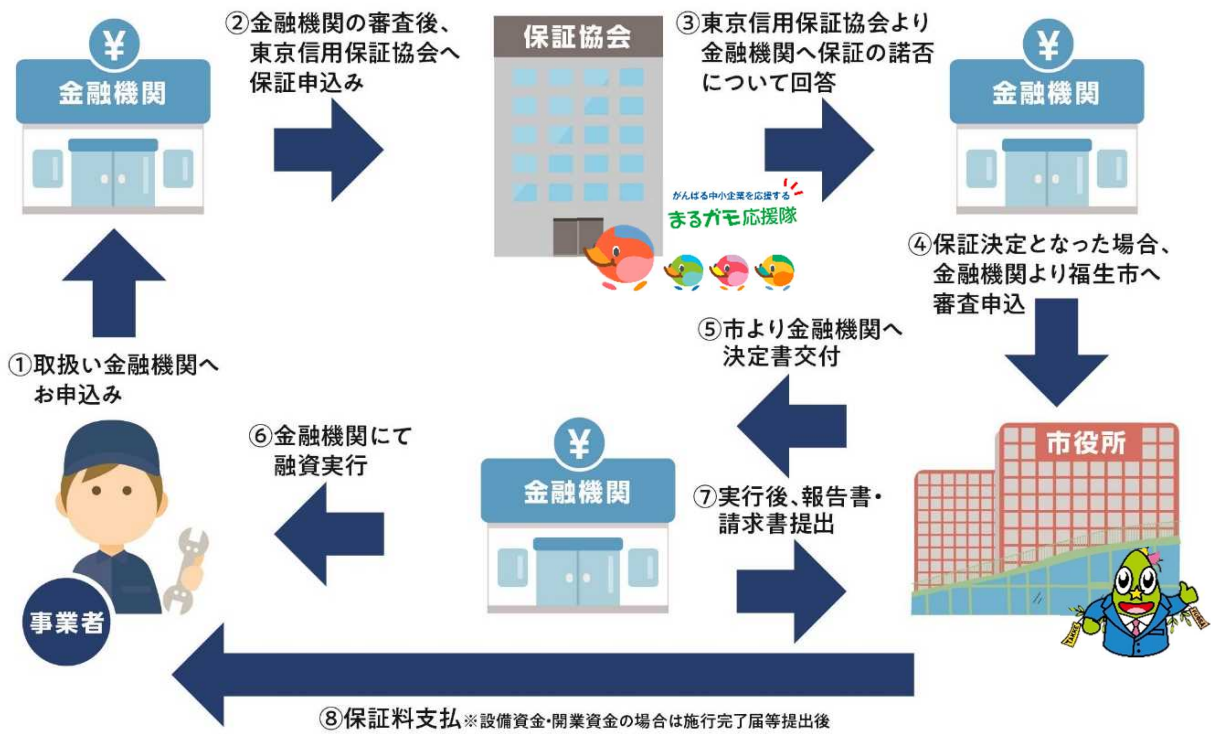 ¥
金融機関
②金融機関の審査後、
東京信用保証協会へ
保証申込み
保証協会
③東京信用保証協会より
金融機関へ保証の諾否
について回答
¥
金融機関
がんばる中小企業を応援する
まるガモ応援隊
④保証決定となった場合、
金融機関より福生市へ
審査申込
①取扱い金融機関へ
お申込み
⑤市より金融機関へ
決定書交付
⑥金融機関にて
融資実行
¥
金融機関
⑦実行後、報告書・
請求書提出
市役所
事業者
⑧保証料支払※設備資金・開業資金の場合は施行完了届等提出後